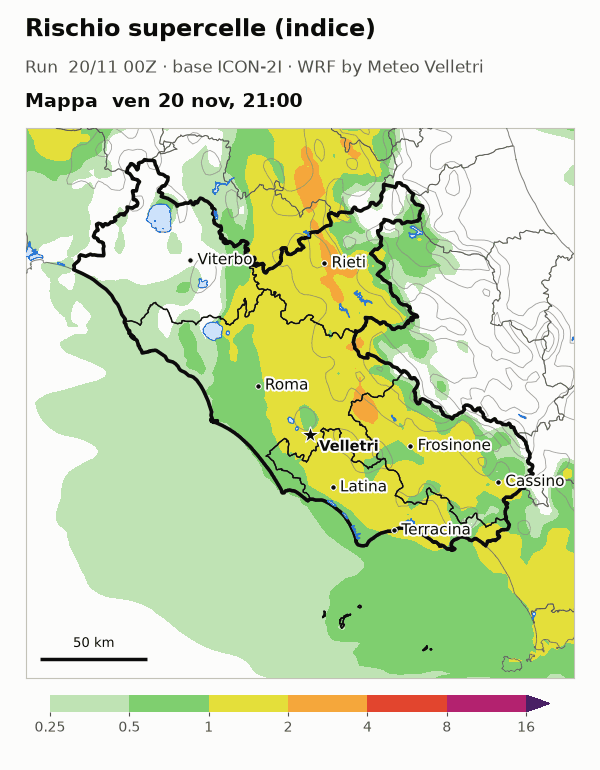 Rischio supercelle (indice)
Run  20/11 00Z · base ICON-2I · WRF by Meteo Velletri
Mappa  ven 20 nov, 21:00
Viterbo
Rieti
Roma
Velletri
Frosinone
Cassino
Latina
Terracina
50 km
0.25 0.5 1 2 4 8 16